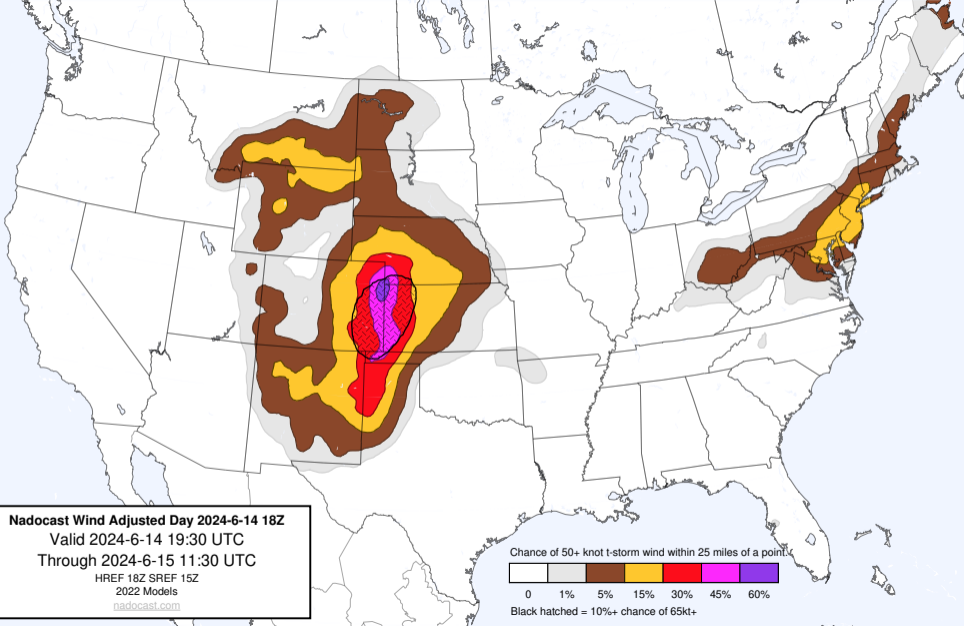 Nadocast Wind Adjusted Day 2024-6-14 18Z
Valid 2024-6-14 19:30 UTC
Through 2024-6-15 11:30 UTC
HREF 18Z SREF 15Z
2022 Models
nadocast.com
Chance of 50+ knot t-storm wind within 25 miles of a point.
0 1% 5% 15% 30% 45% 60%
Black hatched = 10%+ chance of 65kt+